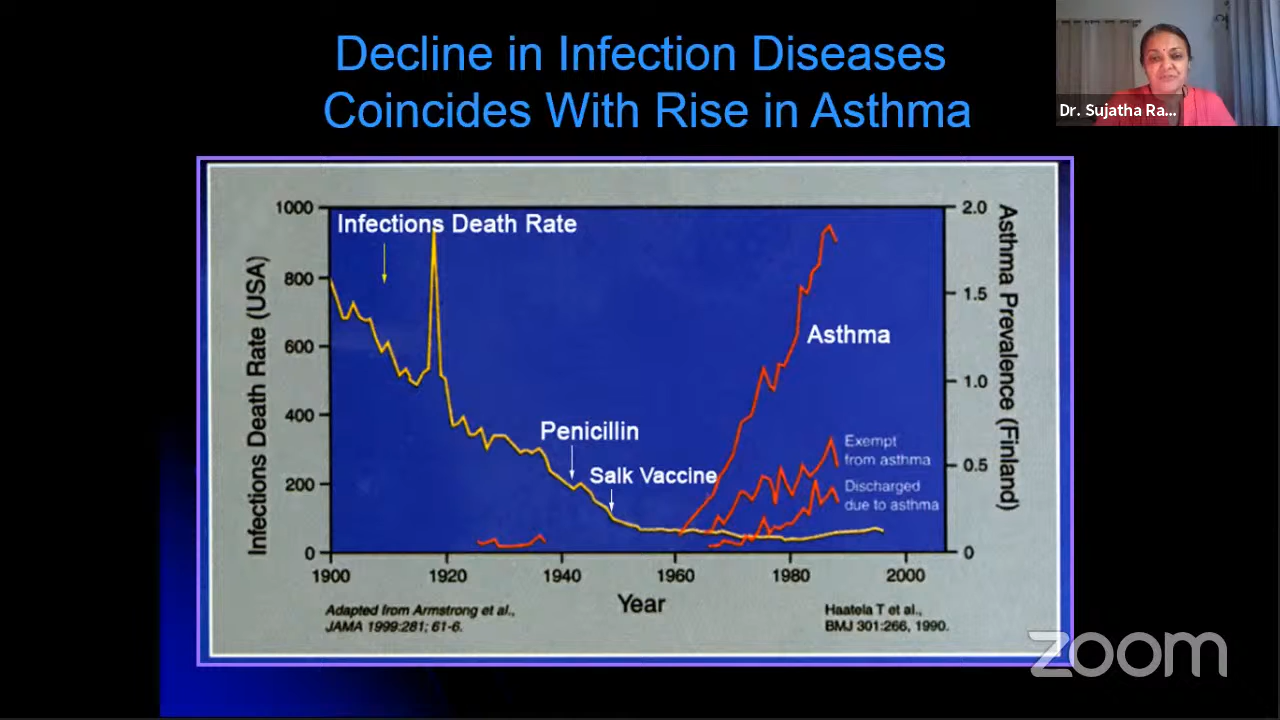 Decline in Infection Diseases
Coincides With Rise in Asthma
Dr. Sujatha Ra...
1000
800
600
400
200
0
Infections Death Rate (USA)
Infections Death Rate
Penicillin
Salk Vaccine
Asthma
Exempt
from asthma
Discharged
due to asthma
2.0
1.5
1.0
0.5
0
Asthma Prevalence (Finland)
1900
1920
1940
1960
1980
2000
Year
Adapted from Armstrong et al.,
JAMA 1999:281; 61-6.
Haatela T et al.,
BMJ 301:266, 1990.
zoom